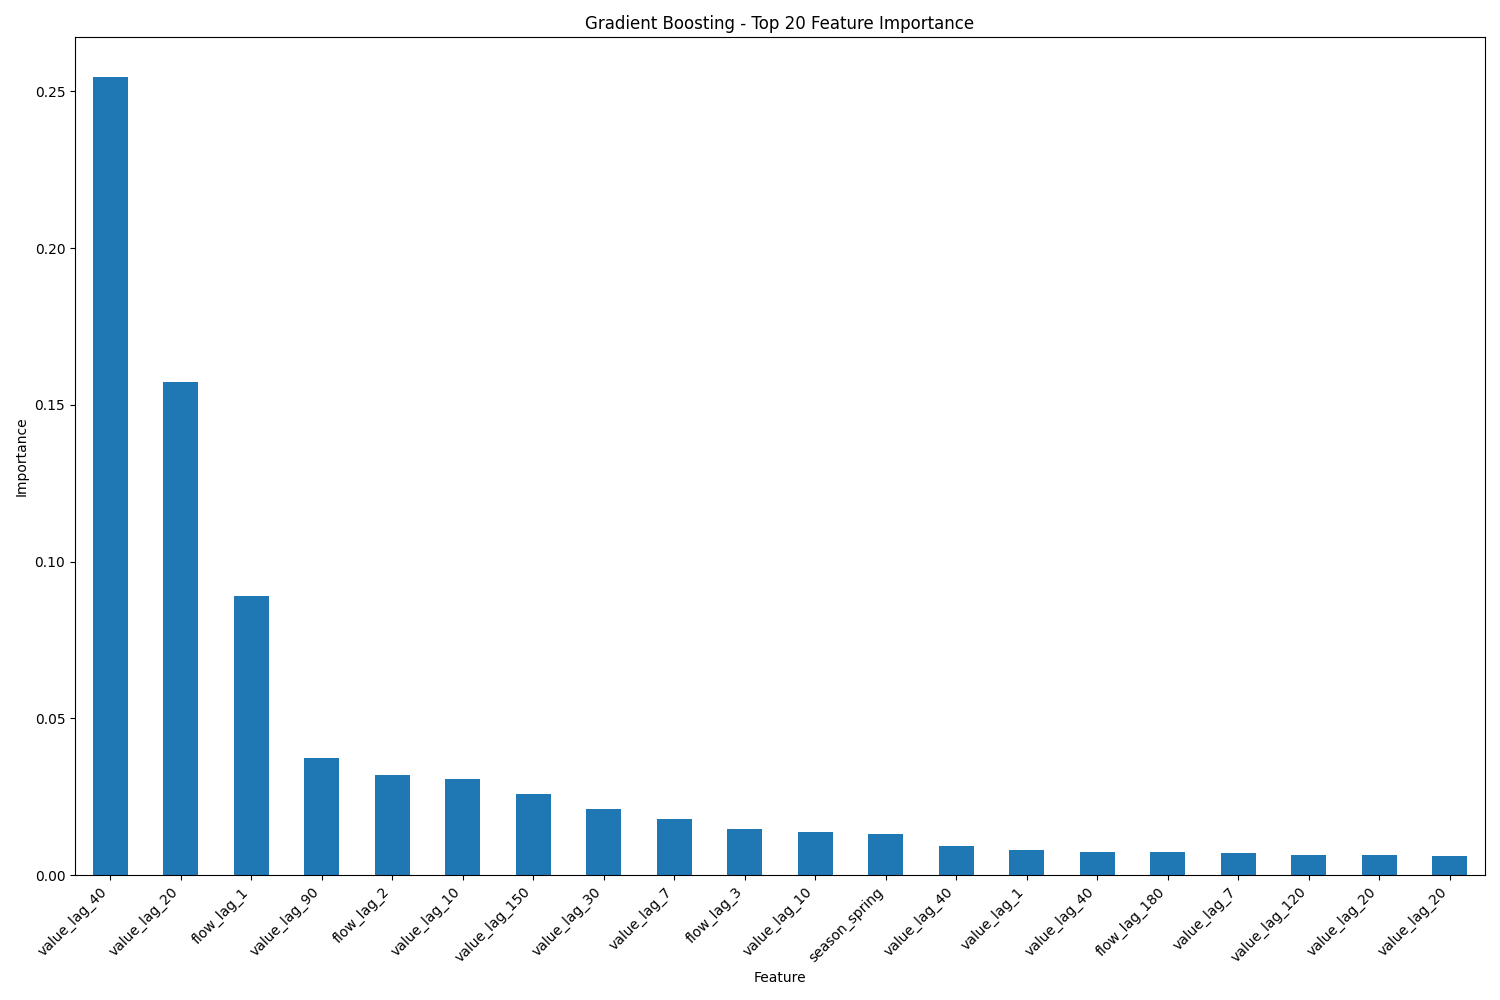 Gradient Boosting - Top 20 Feature Importance
Importance
0.25
0.20
0.15
0.10
0.05
0.00
value_lag_40
value_lag_20
flow_lag_1
value_lag_90
flow_lag_2
value_lag_10
value_lag_150
value_lag_30
value_lag_7
flow_lag_3
value_lag_10
season_spring
value_lag_40
value_lag_1
value_lag_40
flow_lag_180
value_lag_7
value_lag_120
value_lag_20
value_lag_20
Feature